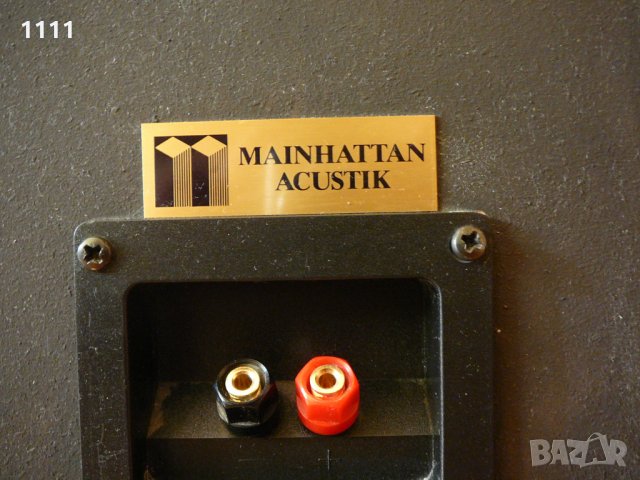 1111
MAINHATTAN
ACUSTIK
BAZAR